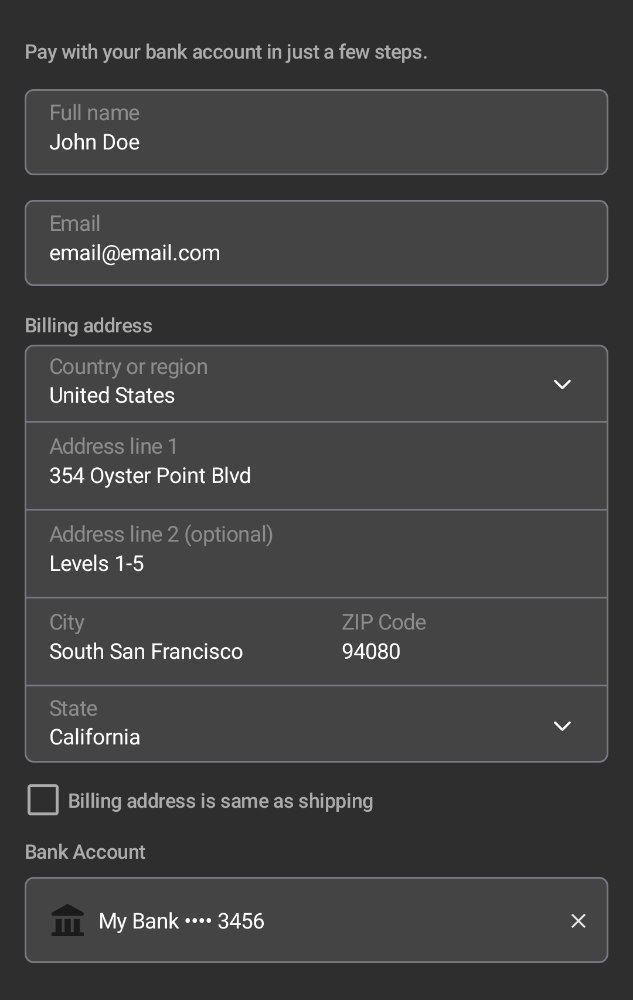 Pay with your bank account in just a few steps.
Full name
John Doe
Email
email@email.com
Billing address
Country or region
United States
Address line 1
354 Oyster Point Blvd
Address line 2 (optional)
Levels 1-5
City
South San Francisco
ZIP Code
94080
State
California
Billing address is same as shipping
Bank Account
My Bank •••• 3456